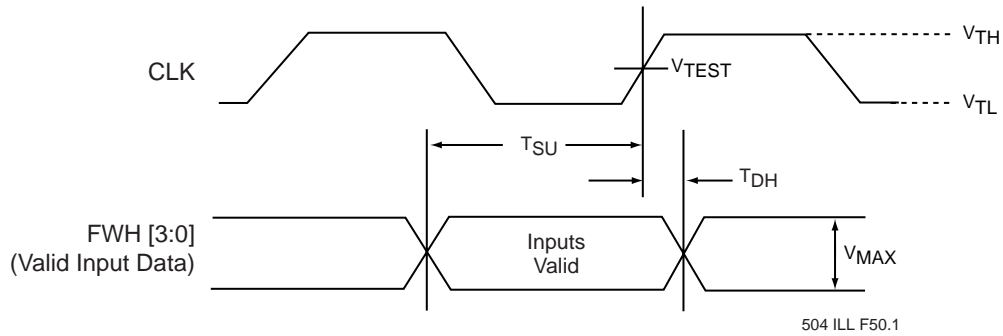 CLK
VTEST
VTH
VTL
TSU
TDH
FWH [3:0]
(Valid Input Data)
Inputs
Valid
VMAX
504 ILL F50.1